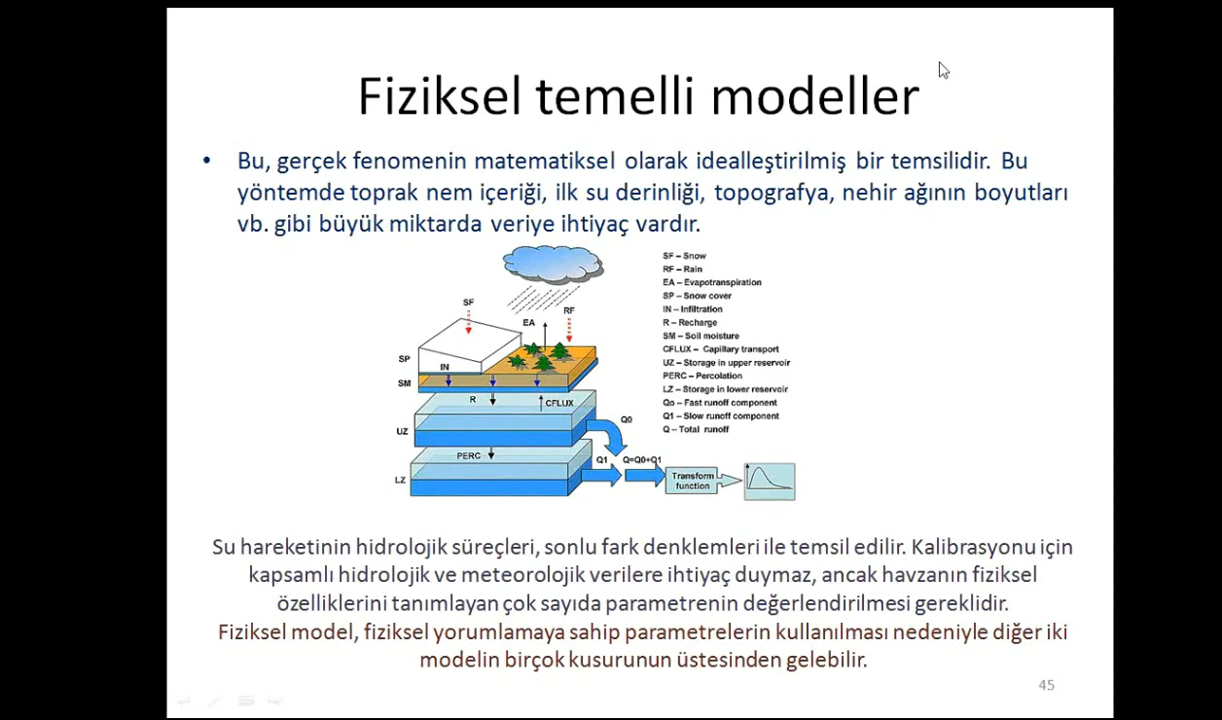 Fiziksel temelli modeller
• Bu, gerçek fenomenin matematiksel olarak idealleştirilmiş bir temsilidir. Bu
yöntemde toprak nem içeriği, ilk su derinliği, topografya, nehir ağının boyutları
vb. gibi büyük miktarda veriye ihtiyaç vardır.
SF – Snow
RF – Rain
EA – Evapotranspiration
SP – Snow cover
IN – Infiltration
R – Recharge
SM – Soil moisture
CFLUX – Capillary transport
UZ – Storage in upper reservoir
PERC – Percolation
LZ – Storage in lower reservoir
Qo – Fast runoff component
Q1 – Slow runoff component
Q – Total runoff
SF
RF
EA
SP
IN
SM
R
CFLUX
Q0
UZ
PERC
Q1
Q=Q0+Q1
LZ
Transform
function
Su hareketinin hidrolojik süreçleri, sonlu fark denklemleri ile temsil edilir. Kalibrasyonu için
kapsamlı hidrolojik ve meteorolojik verilere ihtiyaç duymaz, ancak havzanın fiziksel
özelliklerini tanımlayan çok sayıda parametrenin değerlendirilmesi gereklidir.
Fiziksel model, fiziksel yorumlamaya sahip parametrelerin kullanılması nedeniyle diğer iki
modelin birçok kusurunun üstesinden gelebilir.
45